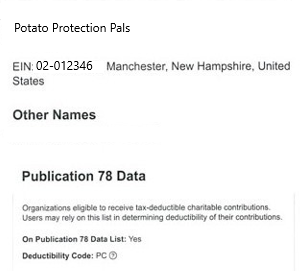 Potato Protection Pals
EIN: 02-012346 Manchester, New Hampshire, United
States
Other Names
Publication 78 Data
Organizations eligible to receive tax-deductible charitable contributions.
Users may rely on this list in determining deductibility of their contributions.
On Publication 78 Data List: Yes
Deductibility Code: PC ?